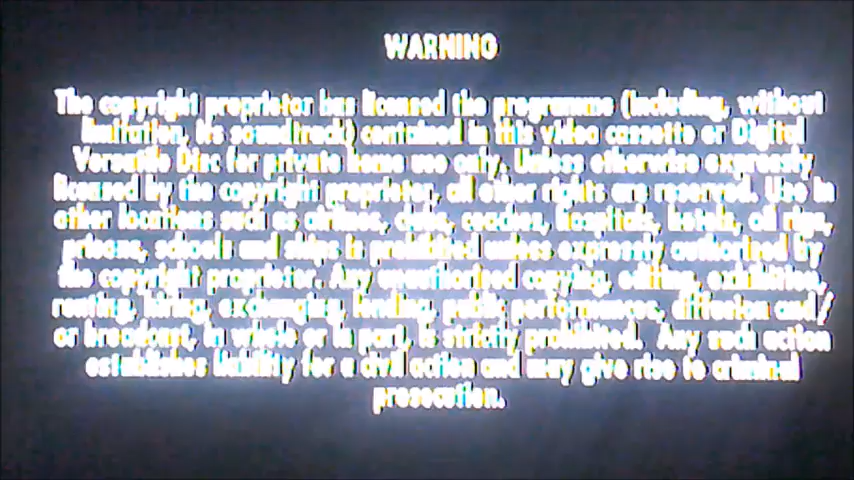 WARNING
The copyright proprietor has licensed the programme (including, without
limitation, its soundtrack) contained in this video cassette or Digital
Versatile Disc for private home use only. Unless otherwise expressly
licensed by the copyright proprietor, all other rights are reserved. Use in
other locations such as airlines, clubs, coaches, hospitals, hotels, oil rigs,
prisons, schools and ships is prohibited unless expressly authorised by
the copyright proprietor. Any unauthorised copying, editing, exhibition,
renting, hiring, exchanging, lending, public performances, diffusion and/
or broadcast, in whole or in part, is strictly prohibited. Any such action
establishes liability for a civil action and may give rise to criminal
prosecution.